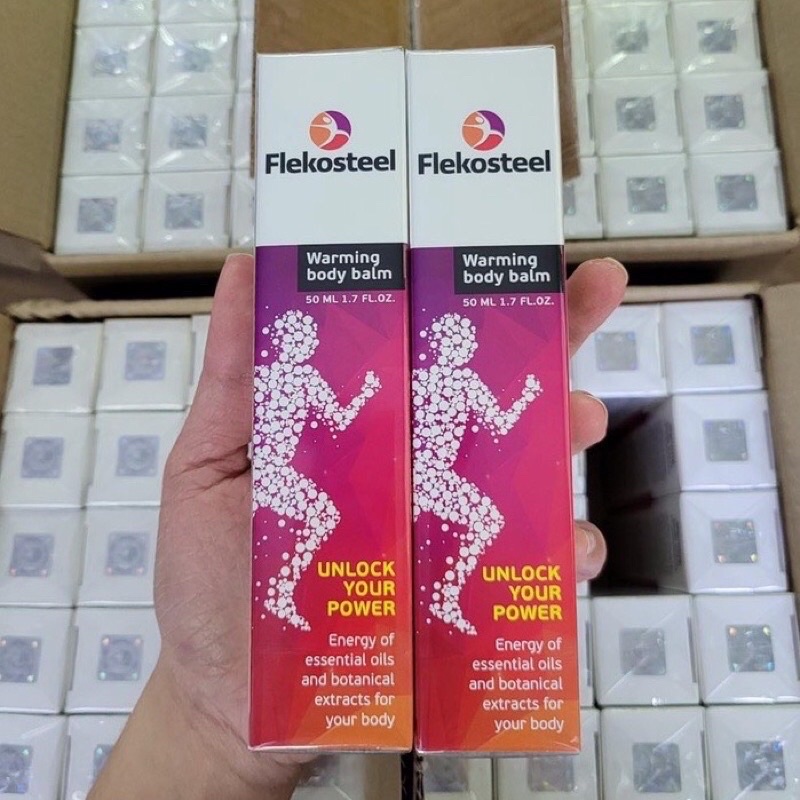 Flekosteel
Warming
body balm
50 ML 1.7 FL.OZ.
UNLOCK
YOUR
POWER
Energy of
essential oils
and botanical
extracts for
your body
Flekosteel
Warming
body balm
50 ML 1.7 FL.OZ.
UNLOCK
YOUR
POWER
Energy of
essential oils
and botanical
extracts for
your body